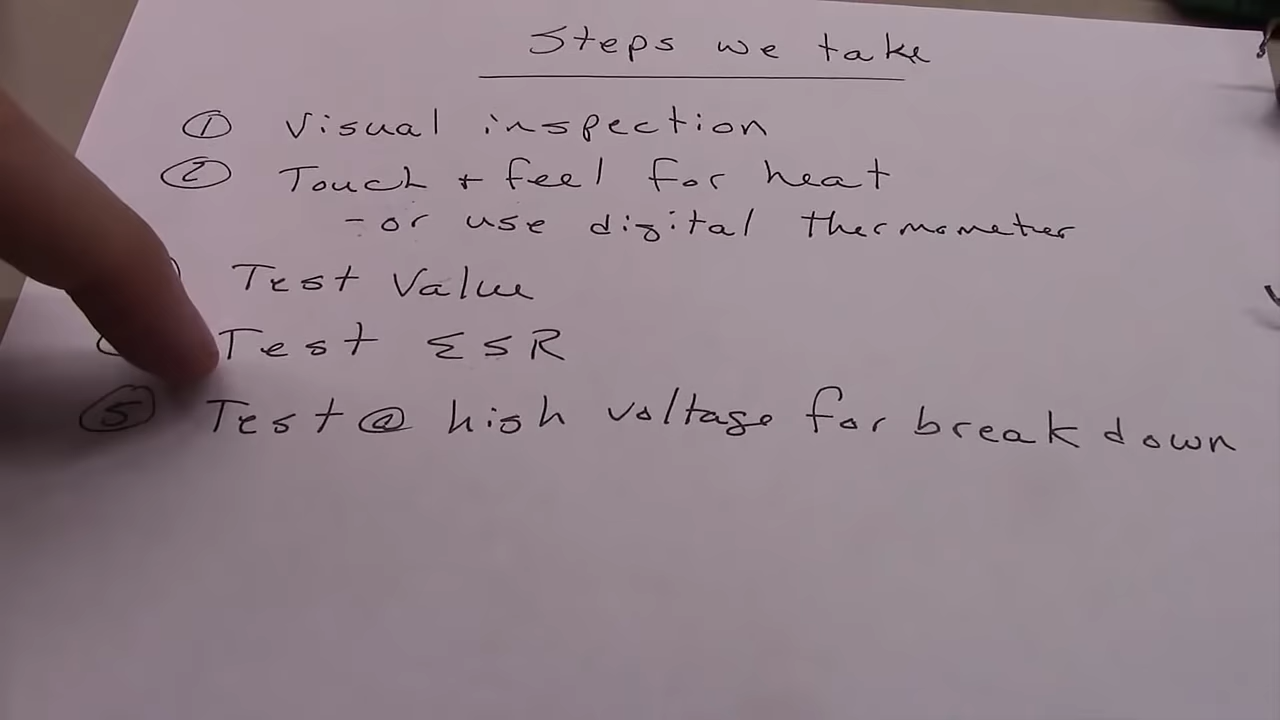 Steps we take
① Visual inspection
② Touch + feel for heat
- or use digital thermometer
Test Value
Test ESR
⑤ Test @ high voltage for breakdown